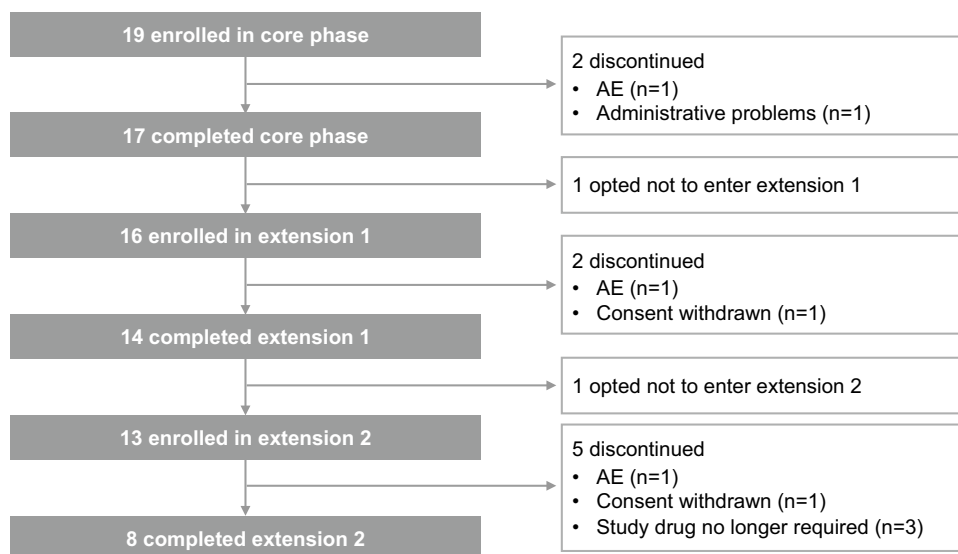 19 enrolled in core phase
2 discontinued
• AE (n=1)
• Administrative problems (n=1)
17 completed core phase
1 opted not to enter extension 1
16 enrolled in extension 1
2 discontinued
• AE (n=1)
• Consent withdrawn (n=1)
14 completed extension 1
1 opted not to enter extension 2
13 enrolled in extension 2
5 discontinued
• AE (n=1)
• Consent withdrawn (n=1)
• Study drug no longer required (n=3)
8 completed extension 2